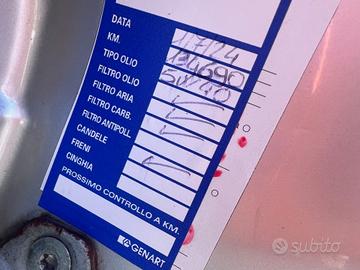 DATA
KM.
TIPO OLIO 5W40
FILTRO OLIO
FILTRO ARIA
FILTRO CARB.
FILTRO ANTIPOLL.
CANDELE
FRENI
CINGHIA
PROSSIMO CONTROLLO A KM.
GENART
subito